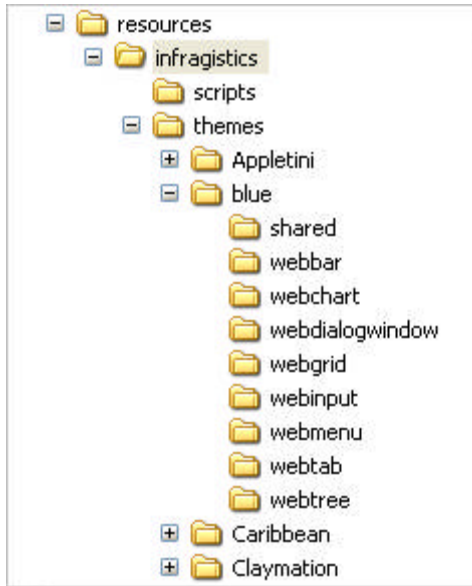 resources
infragistics
scripts
themes
Appletini
blue
shared
webbar
webchart
webdialogwindow
webgrid
webinput
webmenu
webtab
webtree
Caribbean
Claymation